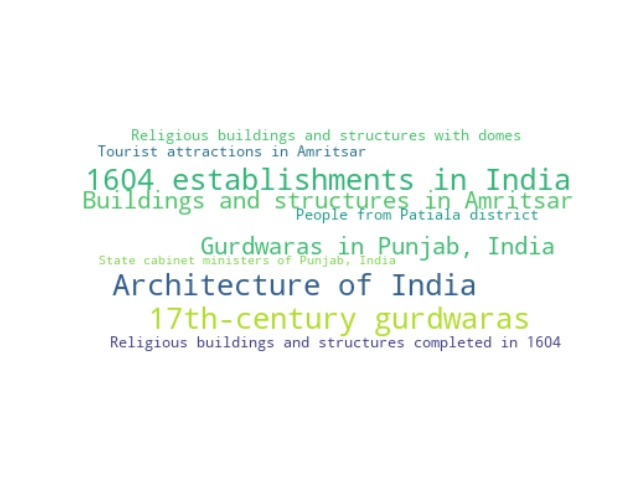 Religious buildings and structures with domes
Tourist attractions in Amritsar
1604 establishments in India
Buildings and structures in Amritsar
People from Patiala district
Gurdwaras in Punjab, India
State cabinet ministers of Punjab, India
Architecture of India
17th-century gurdwaras
Religious buildings and structures completed in 1604